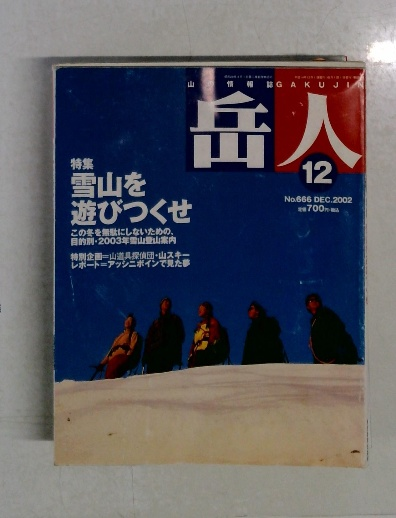 山情報誌GAKUJIN
岳人
12
No.666 DEC.2002
定価700円・税込
特集
雪山を
遊びつくせ
この冬を無駄にしないための、
目的別・2003年雪山登山案内
特別企画=山道具探偵団・山スキー
レポート=アッシニボインで見た夢